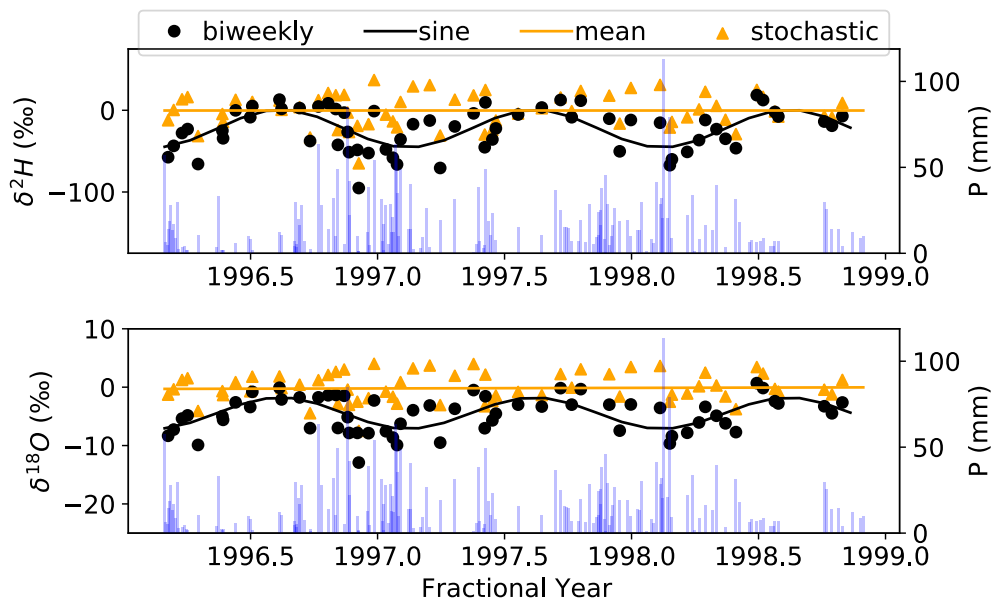 biweekly sine mean stochastic
0
−100
δ²H (‰)
100
50
0
P (mm)
1996.5 1997.0 1997.5 1998.0 1998.5 1999.0
10
0
−10
−20
δ¹⁸O (‰)
100
50
0
P (mm)
1996.5 1997.0 1997.5 1998.0 1998.5 1999.0
Fractional Year